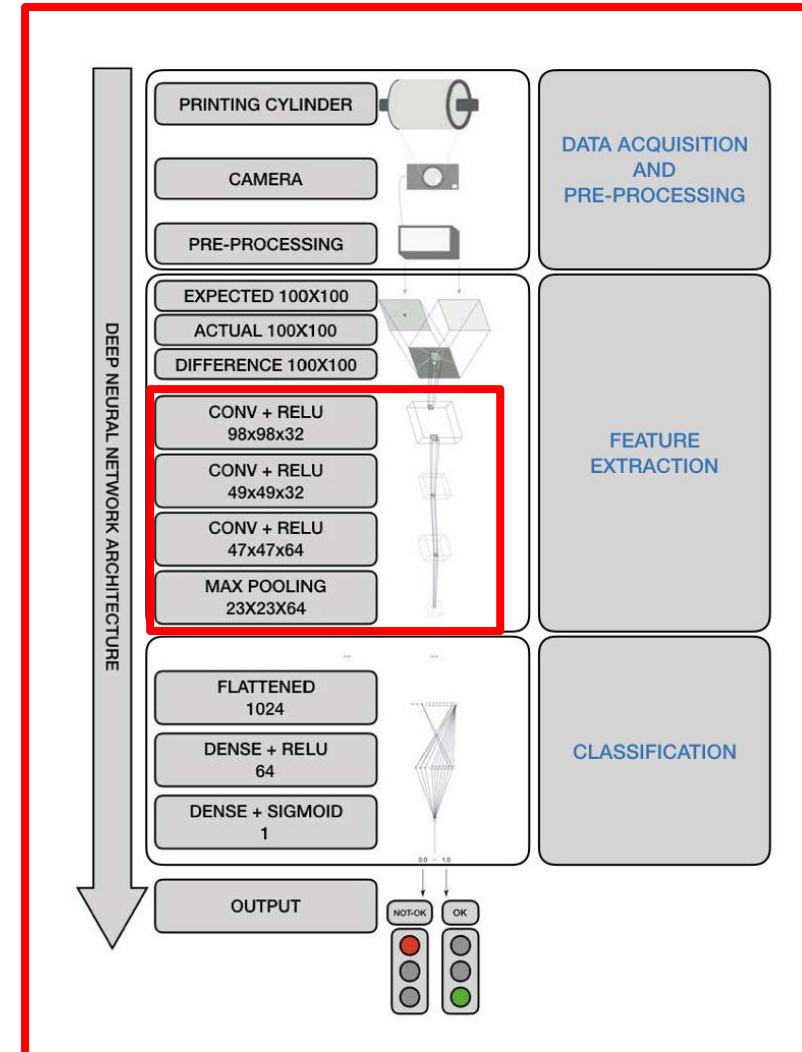 DEEP NEURAL NETWORK ARCHITECTURE
PRINTING CYLINDER
CAMERA
PRE-PROCESSING
DATA ACQUISITION
AND
PRE-PROCESSING
EXPECTED 100X100
ACTUAL 100X100
DIFFERENCE 100X100
CONV + RELU
98x98x32
CONV + RELU
49x49x32
CONV + RELU
47x47x64
MAX POOLING
23X23X64
FEATURE
EXTRACTION
... ...
FLATTENED
1024
DENSE + RELU
64
DENSE + SIGMOID
1
CLASSIFICATION
0.0 – 1.0
OUTPUT
NOT-OK OK